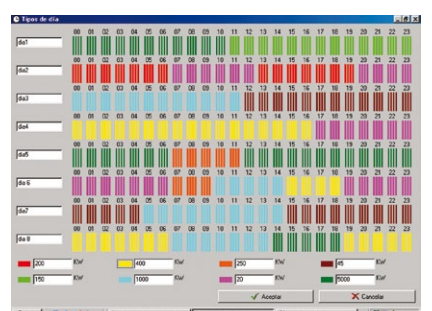 Tipos de día
00 01 02 03 04 05 06 07 08 09 10 11 12 13 14 15 16 17 18 19 20 21 22 23
dia1
00 01 02 03 04 05 06 07 08 09 10 11 12 13 14 15 16 17 18 19 20 21 22 23
dia2
00 01 02 03 04 05 06 07 08 09 10 11 12 13 14 15 16 17 18 19 20 21 22 23
dia3
00 01 02 03 04 05 06 07 08 09 10 11 12 13 14 15 16 17 18 19 20 21 22 23
dia4
00 01 02 03 04 05 06 07 08 09 10 11 12 13 14 15 16 17 18 19 20 21 22 23
dia5
00 01 02 03 04 05 06 07 08 09 10 11 12 13 14 15 16 17 18 19 20 21 22 23
dia 6
00 01 02 03 04 05 06 07 08 09 10 11 12 13 14 15 16 17 18 19 20 21 22 23
dia7
00 01 02 03 04 05 06 07 08 09 10 11 12 13 14 15 16 17 18 19 20 21 22 23
dia 8
200 KW 400 KW 250 KW 45 KW
150 KW 1000 KW 20 KW 5000 KW
Aceptar Cancelar